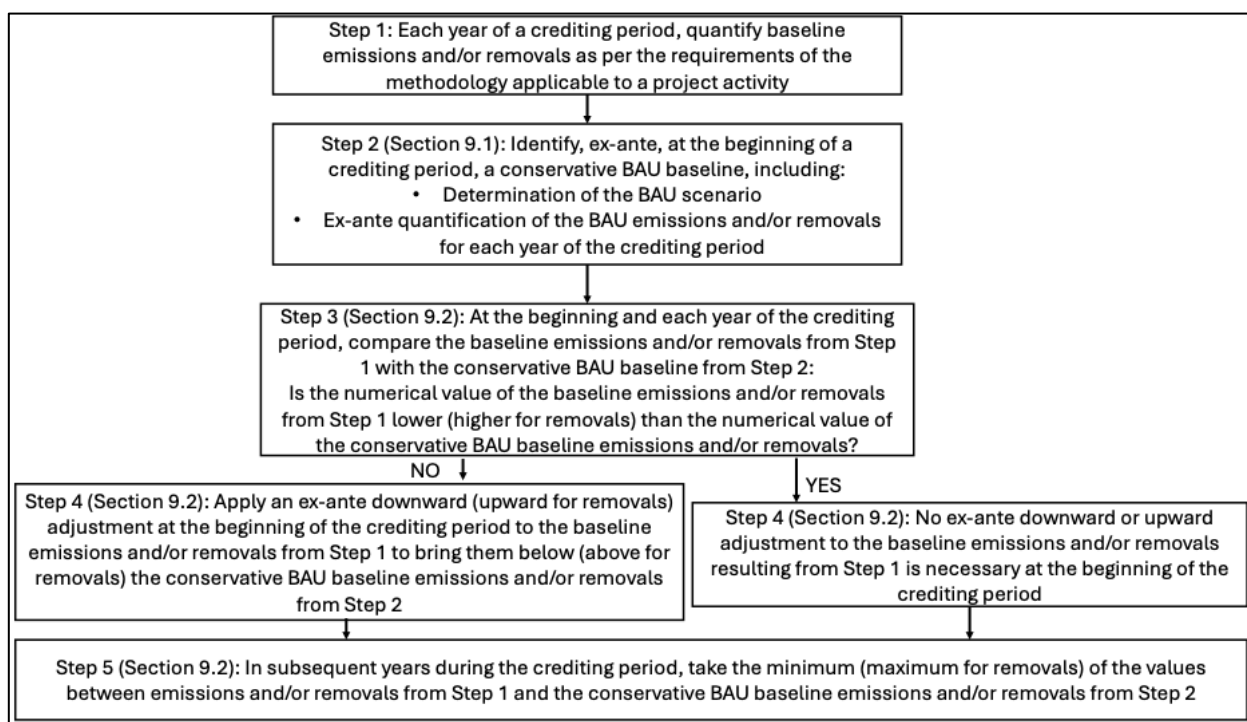 Step 1: Each year of a crediting period, quantify baseline
emissions and/or removals as per the requirements of the
methodology applicable to a project activity
Step 2 (Section 9.1): Identify, ex-ante, at the beginning of a
crediting period, a conservative BAU baseline, including:
• Determination of the BAU scenario
• Ex-ante quantification of the BAU emissions and/or removals
for each year of the crediting period
Step 3 (Section 9.2): At the beginning and each year of the crediting
period, compare the baseline emissions and/or removals from Step
1 with the conservative BAU baseline from Step 2:
Is the numerical value of the baseline emissions and/or removals
from Step 1 lower (higher for removals) than the numerical value of
the conservative BAU baseline emissions and/or removals?
NO
YES
Step 4 (Section 9.2): Apply an ex-ante downward (upward for removals)
adjustment at the beginning of the crediting period to the baseline
emissions and/or removals from Step 1 to bring them below (above for
removals) the conservative BAU baseline emissions and/or removals
from Step 2
Step 4 (Section 9.2): No ex-ante downward or upward
adjustment to the baseline emissions and/or removals
resulting from Step 1 is necessary at the beginning of the
crediting period
Step 5 (Section 9.2): In subsequent years during the crediting period, take the minimum (maximum for removals) of the values
between emissions and/or removals from Step 1 and the conservative BAU baseline emissions and/or removals from Step 2